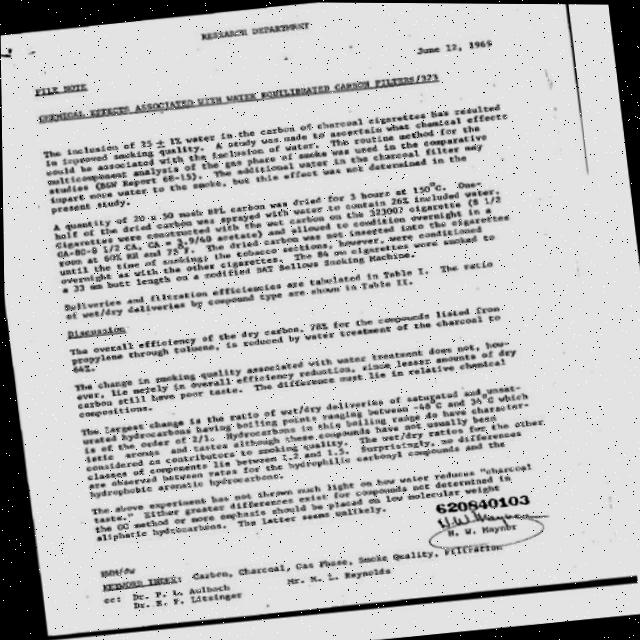 RESEARCH DEPARTMENT
June 12, 1969
FILE NOTE
CHEMICAL EFFECTS ASSOCIATED WITH WATER EQUILIBRATED CARBON FILTERS/323
The inclusion of 25 ± 1% water in the carbon of charcoal cigarettes has resulted
in improved smoking quality. A study was made to ascertain what chemical effects
could be associated with the inclusion of water. The routine method for the
multicomponent analysis of the gas phase of smoke was used in the comparative
studies (B&W Report 68-15). The additional water in the charcoal filter may
impart more water to the smoke, but this effect was not determined in the
present study.
A quantity of 20 x 50 mesh BPL carbon was dried for 3 hours at 150°C. One-
half of the dried carbon was sprayed with water to contain 26% included water.
Cigarettes were constructed with the wet carbon on the cigarette (8 1/2
CA-8C-8 1/2 CA, CA = 3.9/40 acetate) and allowed to condition overnight in a
room at 60% RH and 75°F. The dried carbon was not inserted into the cigarettes
until the time of smoking; the tobacco sections, however, were conditioned
overnight as with the other cigarettes. The 84 mm cigarettes were smoked to
a 33 mm butt length on a modified BAT Bellows Smoking Machine.
Deliveries and filtration efficiencies are tabulated in Table I. The ratio
of wet/dry deliveries by compound type are shown in Table II.
Discussion
The overall efficiency of the dry carbon, 78% for the compounds listed from
propylene through toluene, is reduced by water treatment of the charcoal to
64%.
The change in smoking quality associated with water treatment does not, how-
ever, lie merely in overall efficiency reduction, since lesser amounts of dry
carbon still have poor taste. The difference must lie in relative chemical
compositions.
The largest change is the ratio of wet/dry deliveries of saturated and unsat-
urated hydrocarbons having boiling points ranging between and which
is of the order of 2/1. Hydrocarbons in this boiling range do have character-
istic aromas and tastes although these compounds have not usually been
considered as contributors to smoking quality. The wet/dry ratios for the other
classes of components lie between 1.2 and 1.5. Surprisingly, no differences
are observed between rates for the hydrophilic carbonyl compounds and the
hydrophobic aromatic hydrocarbons.
The above experiment has not thrown much light on how water reduces "charcoal
taste." Either greater differences exist for compounds not determined in
the GC method or more emphasis should be placed on low molecular weight
aliphatic hydrocarbons. The latter seems unlikely.
620840103
H. W. Maynor
HWM/dw
KEYWORD INDEX: Carbon, Charcoal, Gas Phase, Smoke Quality, Filtration
cc: Dr. P. L. Aulbach Mr. M. L. Reynolds
Dr. E. F. Litzinger